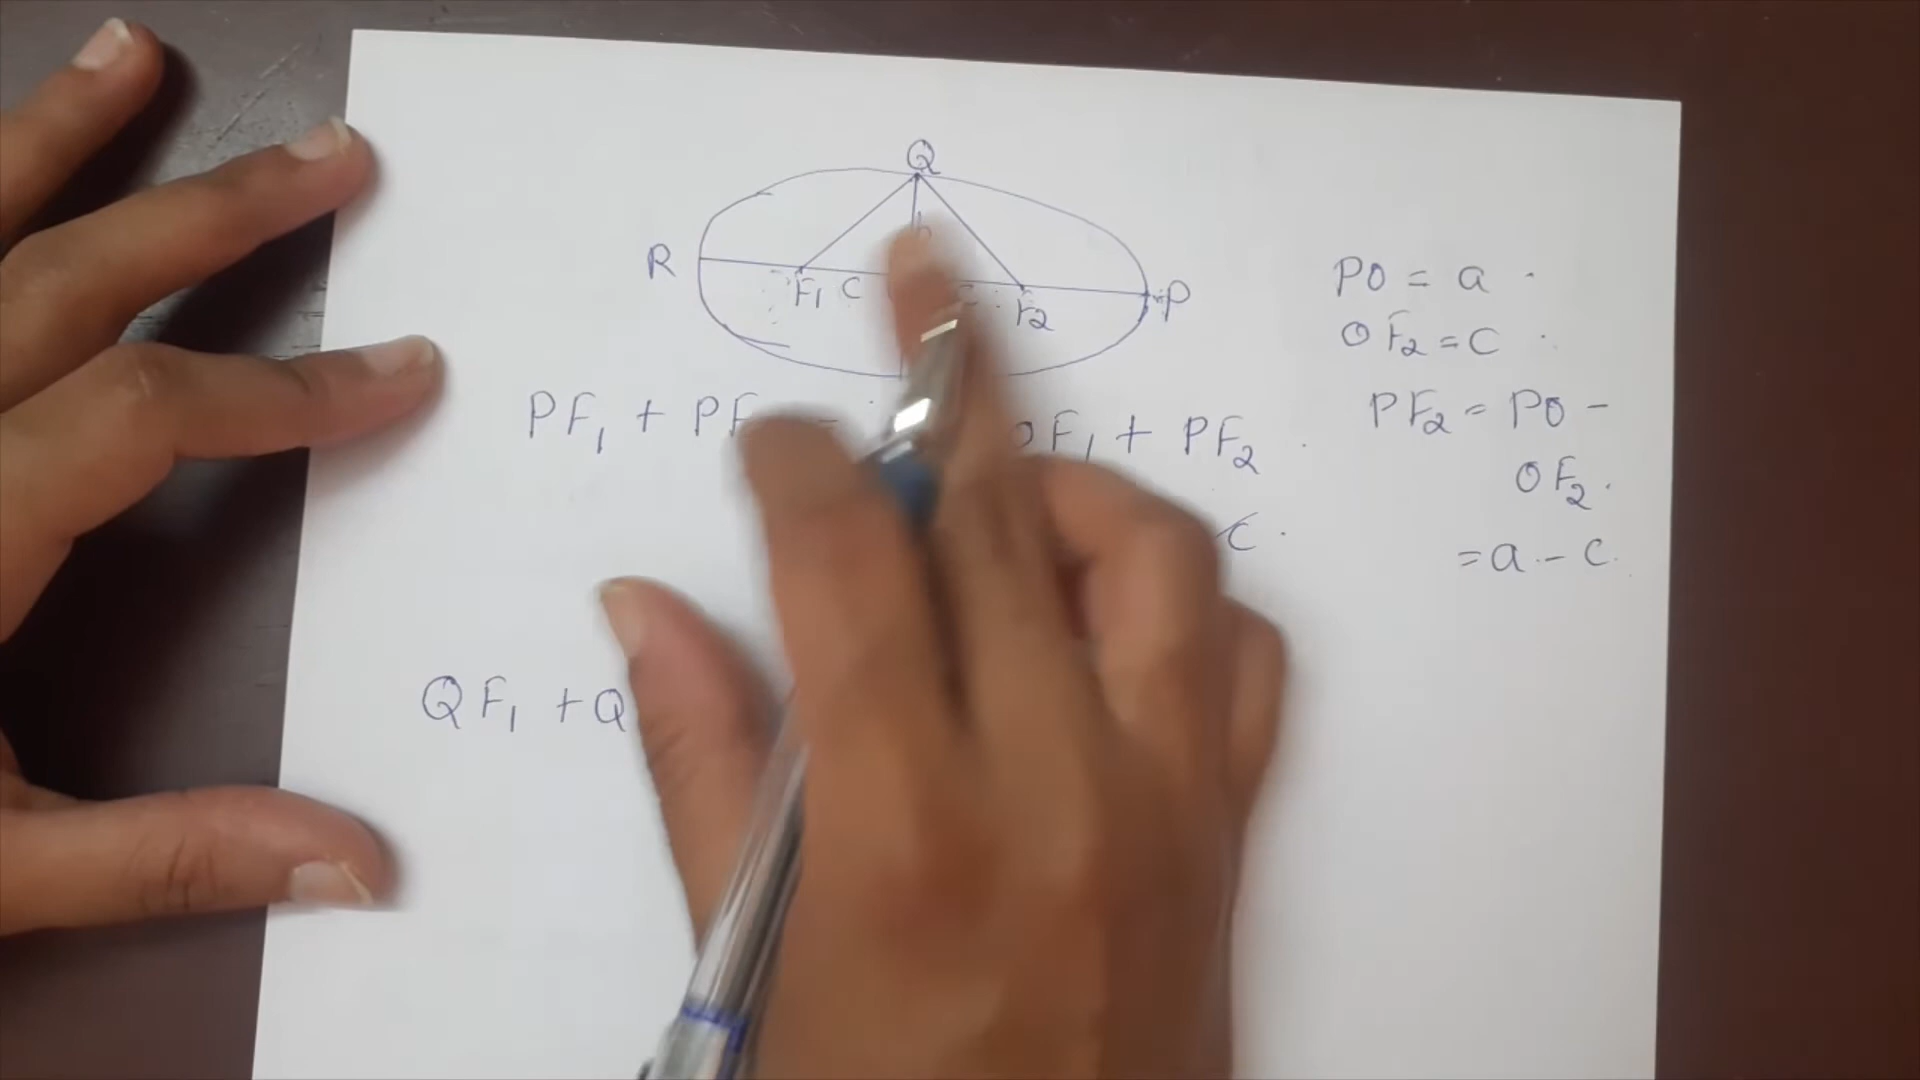 Q
R
b
F1 C
C
F2
P
PF1 + PF
OF1 + PF2
C
QF1 + Q
PO = a
OF2 = C
PF2 = PO -
OF2.
= a - c